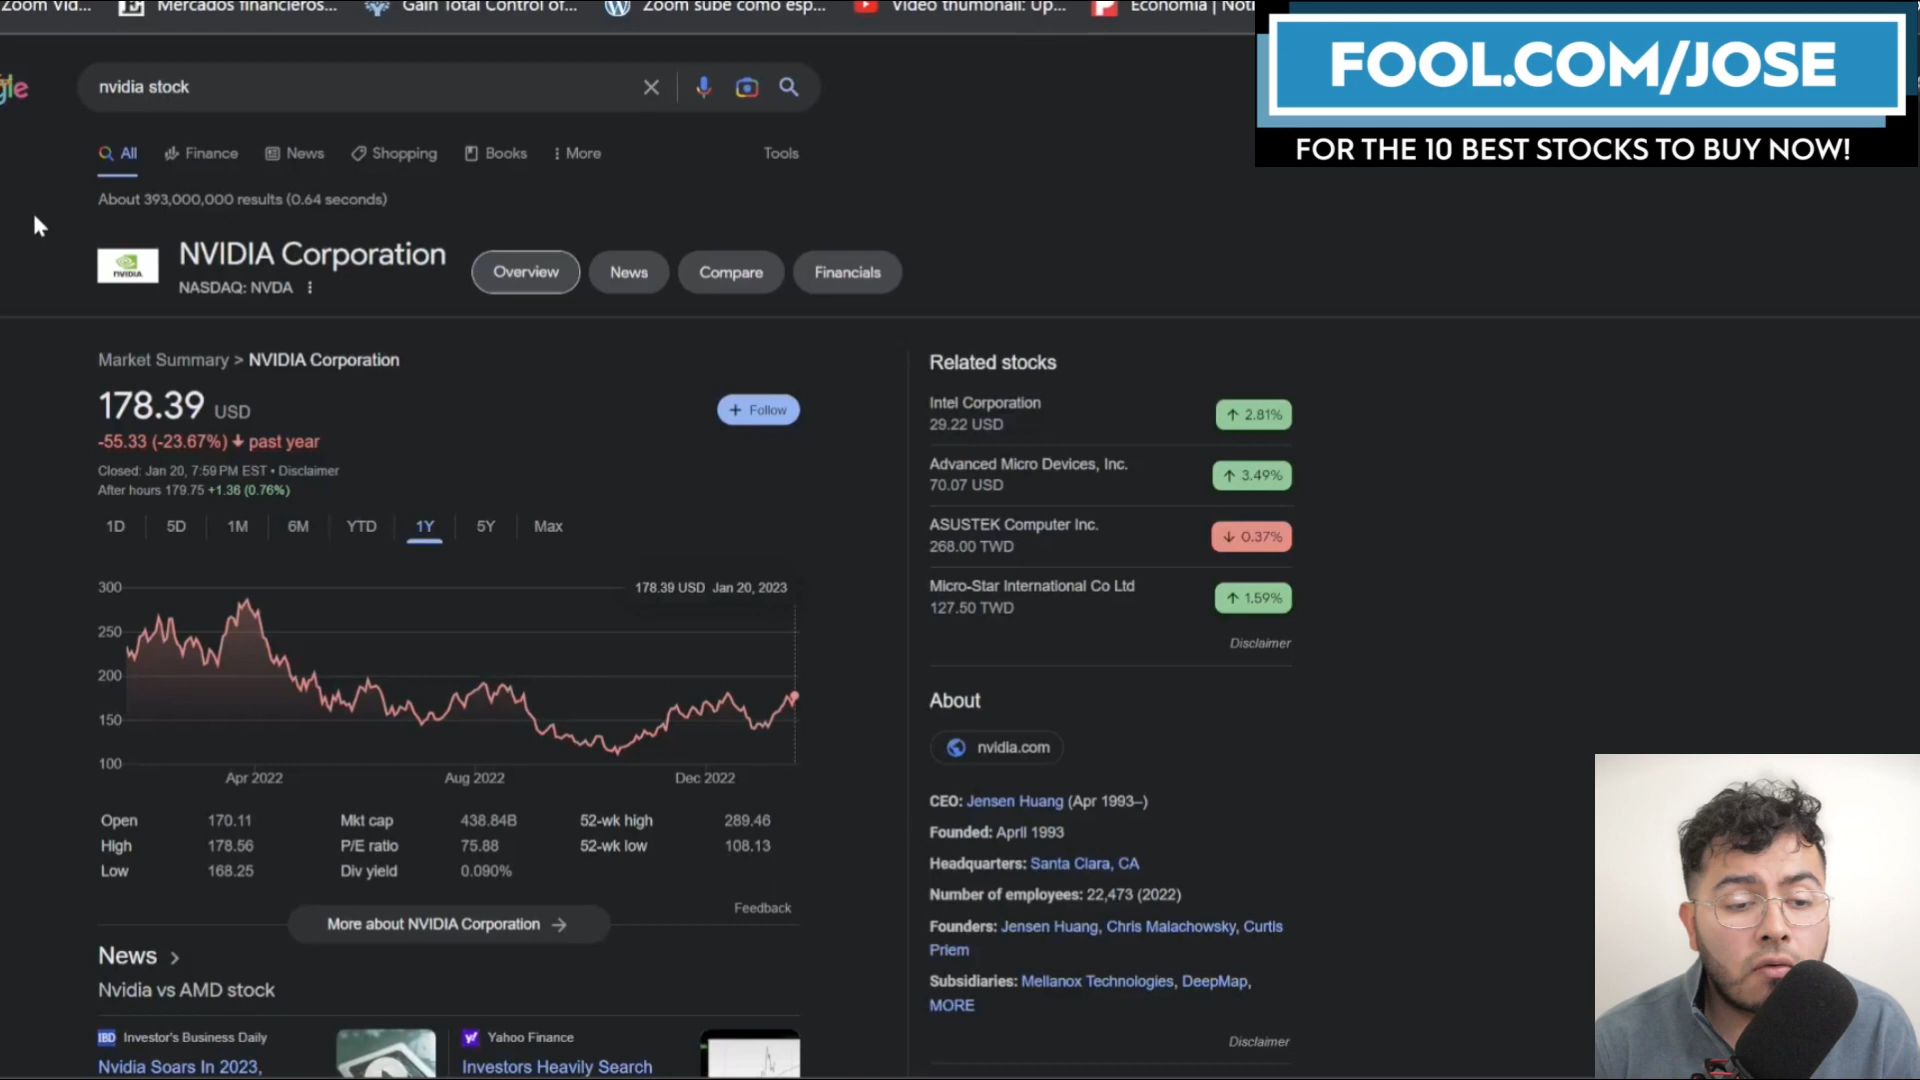 Zoom Vid...
Mercados financieros...
Gain Total Control of...
Zoom sube como esp...
Video thumbnail: Up...
Economía | Noti
FOOL.COM/JOSE
FOR THE 10 BEST STOCKS TO BUY NOW!
gle
nvidia stock
All
Finance
News
Shopping
Books
More
Tools
About 393,000,000 results (0.64 seconds)
nvidia
NVIDIA Corporation
NASDAQ: NVDA
Overview
News
Compare
Financials
Market Summary > NVIDIA Corporation
178.39 USD
-55.33 (-23.67%) past year
Closed: Jan 20, 7:59 PM EST • Disclaimer
After hours 179.75 +1.36 (0.76%)
+ Follow
1D
5D
1M
6M
YTD
1Y
5Y
Max
178.39 USD Jan 20, 2023
300
250
200
150
100
Apr 2022
Aug 2022
Dec 2022
Open 170.11 Mkt cap 438.84B 52-wk high 289.46
High 178.56 P/E ratio 75.88 52-wk low 108.13
Low 168.25 Div yield 0.090%
Feedback
More about NVIDIA Corporation
News
Nvidia vs AMD stock
IBD Investor's Business Daily
Nvidia Soars In 2023,
Yahoo Finance
Investors Heavily Search
Related stocks
Intel Corporation
29.22 USD
2.81%
Advanced Micro Devices, Inc.
70.07 USD
3.49%
ASUSTEK Computer Inc.
268.00 TWD
0.37%
Micro-Star International Co Ltd
127.50 TWD
1.59%
Disclaimer
About
nvidia.com
CEO: Jensen Huang (Apr 1993–)
Founded: April 1993
Headquarters: Santa Clara, CA
Number of employees: 22,473 (2022)
Founders: Jensen Huang, Chris Malachowsky, Curtis
Priem
Subsidiaries: Mellanox Technologies, DeepMap,
MORE
Disclaimer